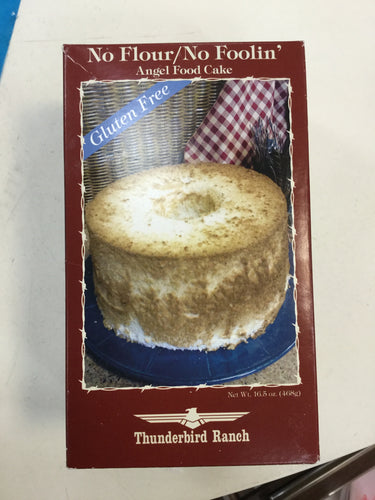 No Flour/No Foolin'
Angel Food Cake
Gluten Free
Net Wt. 16.5 oz. (468g)
Thunderbird Ranch